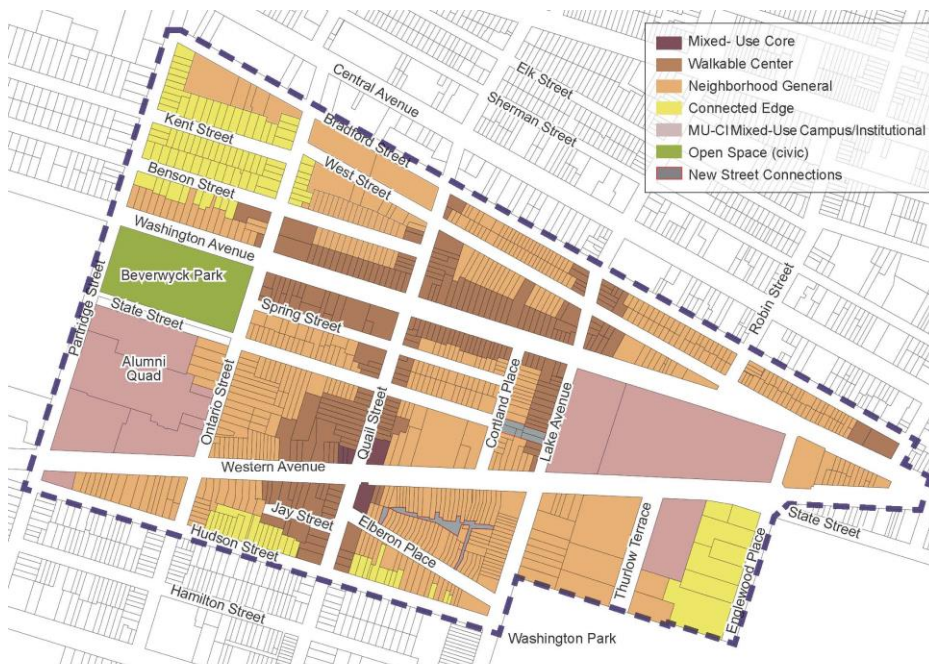 Mixed- Use Core
Walkable Center
Neighborhood General
Connected Edge
MU-CI Mixed-Use Campus/Institutional
Open Space (civic)
New Street Connections
Elk Street
Central Avenue
Sherman Street
Bradford Street
Kent Street
West Street
Benson Street
Washington Avenue
Beverwyck Park
Robin Street
Partridge Street
State Street
Spring Street
Alumni
Quad
Ontario Street
Quail Street
Cortland Place
Lake Avenue
Western Avenue
Jay Street
Elberon Place
Hudson Street
Thurlow Terrace
Englewood Place
State Street
Hamilton Street
Washington Park